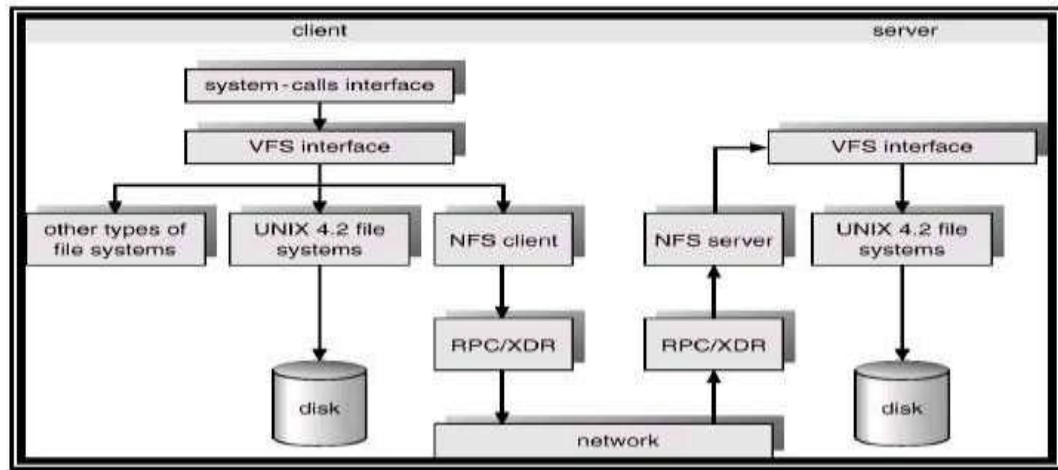 client
server
system-calls interface
VFS interface
VFS interface
other types of
file systems
UNIX 4.2 file
systems
NFS client
NFS server
UNIX 4.2 file
systems
RPC/XDR
RPC/XDR
disk
disk
network